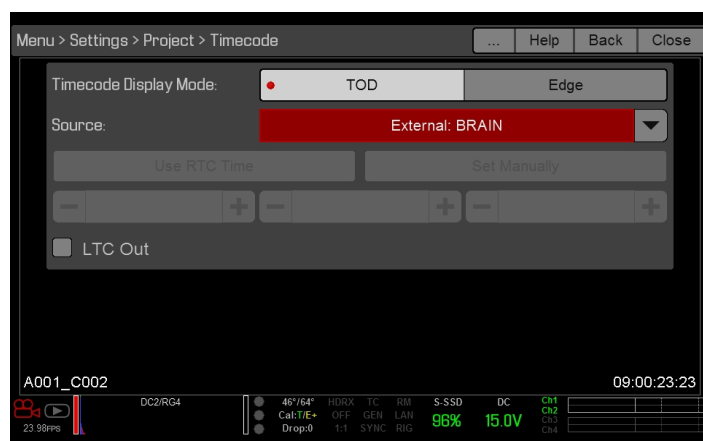 Menu > Settings > Project > Timecode ... Help Back Close
Timecode Display Mode: TOD Edge
Source: External: BRAIN
Use RTC Time Set Manually
LTC Out
A001_C002 09:00:23:23
DC2/RG4 46°/64° HDRX TC RM S-SSD DC Ch1
Cal:T/E+ OFF GEN LAN 96% 15.0V Ch2
23.98FPS Drop:0 1:1 SYNC RIG Ch3
Ch4